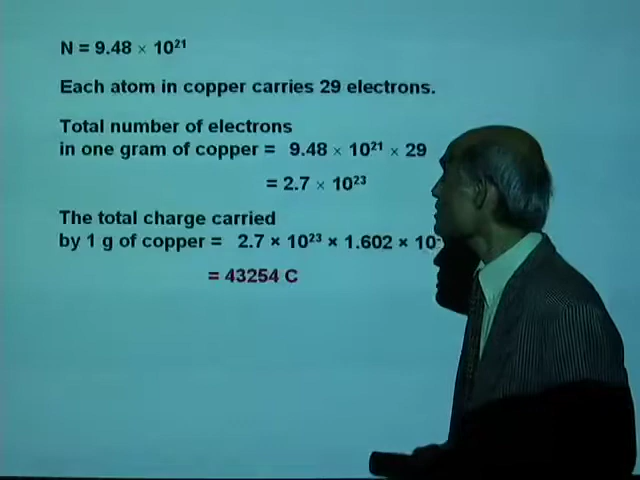 N = 9.48 × 10²¹
Each atom in copper carries 29 electrons.
Total number of electrons
in one gram of copper = 9.48 × 10²¹ × 29
= 2.7 × 10²³
The total charge carried
by 1 g of copper = 2.7 × 10²³ × 1.602 × 10⁻
= 43254 C